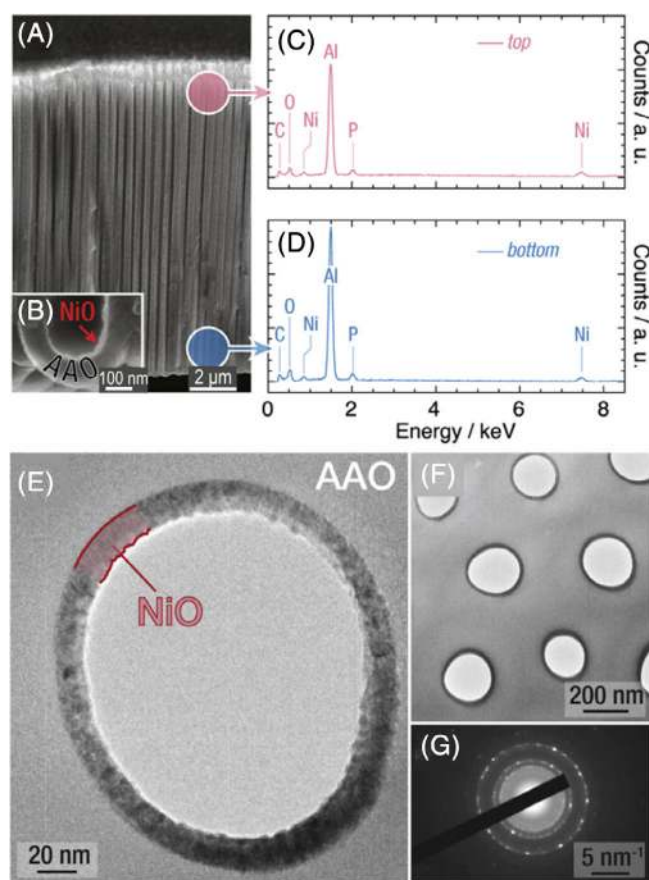 (A)
(B)
NiO
AAO
100 nm
2 µm
(C)
top
Al
O
C
Ni
P
Ni
Counts / a. u.
(D)
bottom
Al
O
C
Ni
P
Ni
Counts / a. u.
0 2 4 6 8
Energy / keV
(E)
AAO
NiO
20 nm
(F)
200 nm
(G)
5 nm⁻¹